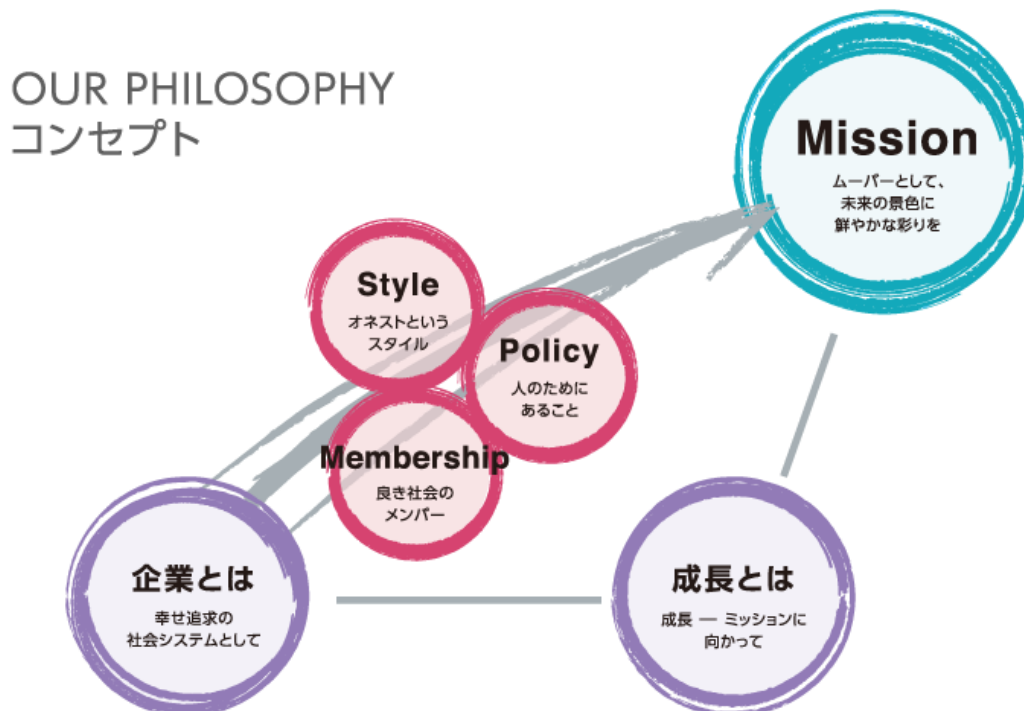 OUR PHILOSOPHY
コンセプト
Mission
ムーバーとして、
未来の景色に
鮮やかな彩りを
Style
オネストという
スタイル
Policy
人のために
あること
Membership
良き社会の
メンバー
企業とは
幸せ追求の
社会システムとして
成長とは
成長 ― ミッションに
向かって